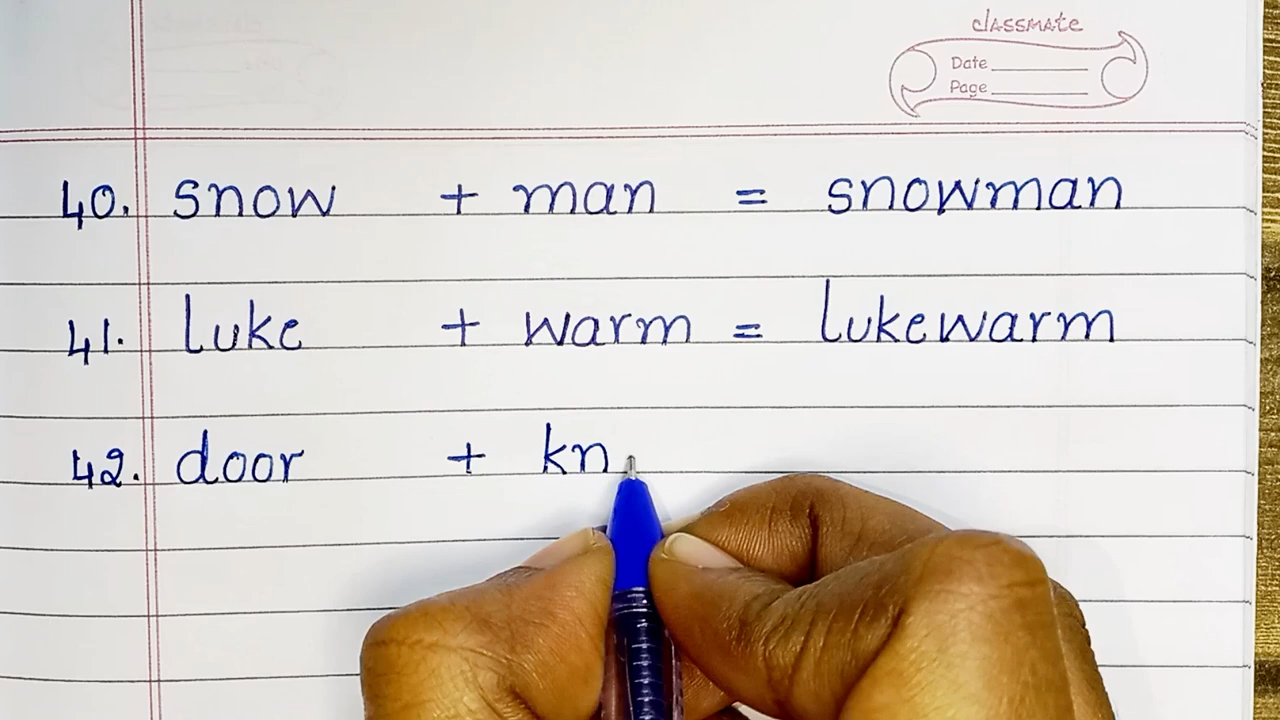 classmate
Date
Page
40. snow + man = snowman
41. luke + warm = lukewarm
42. door + kn